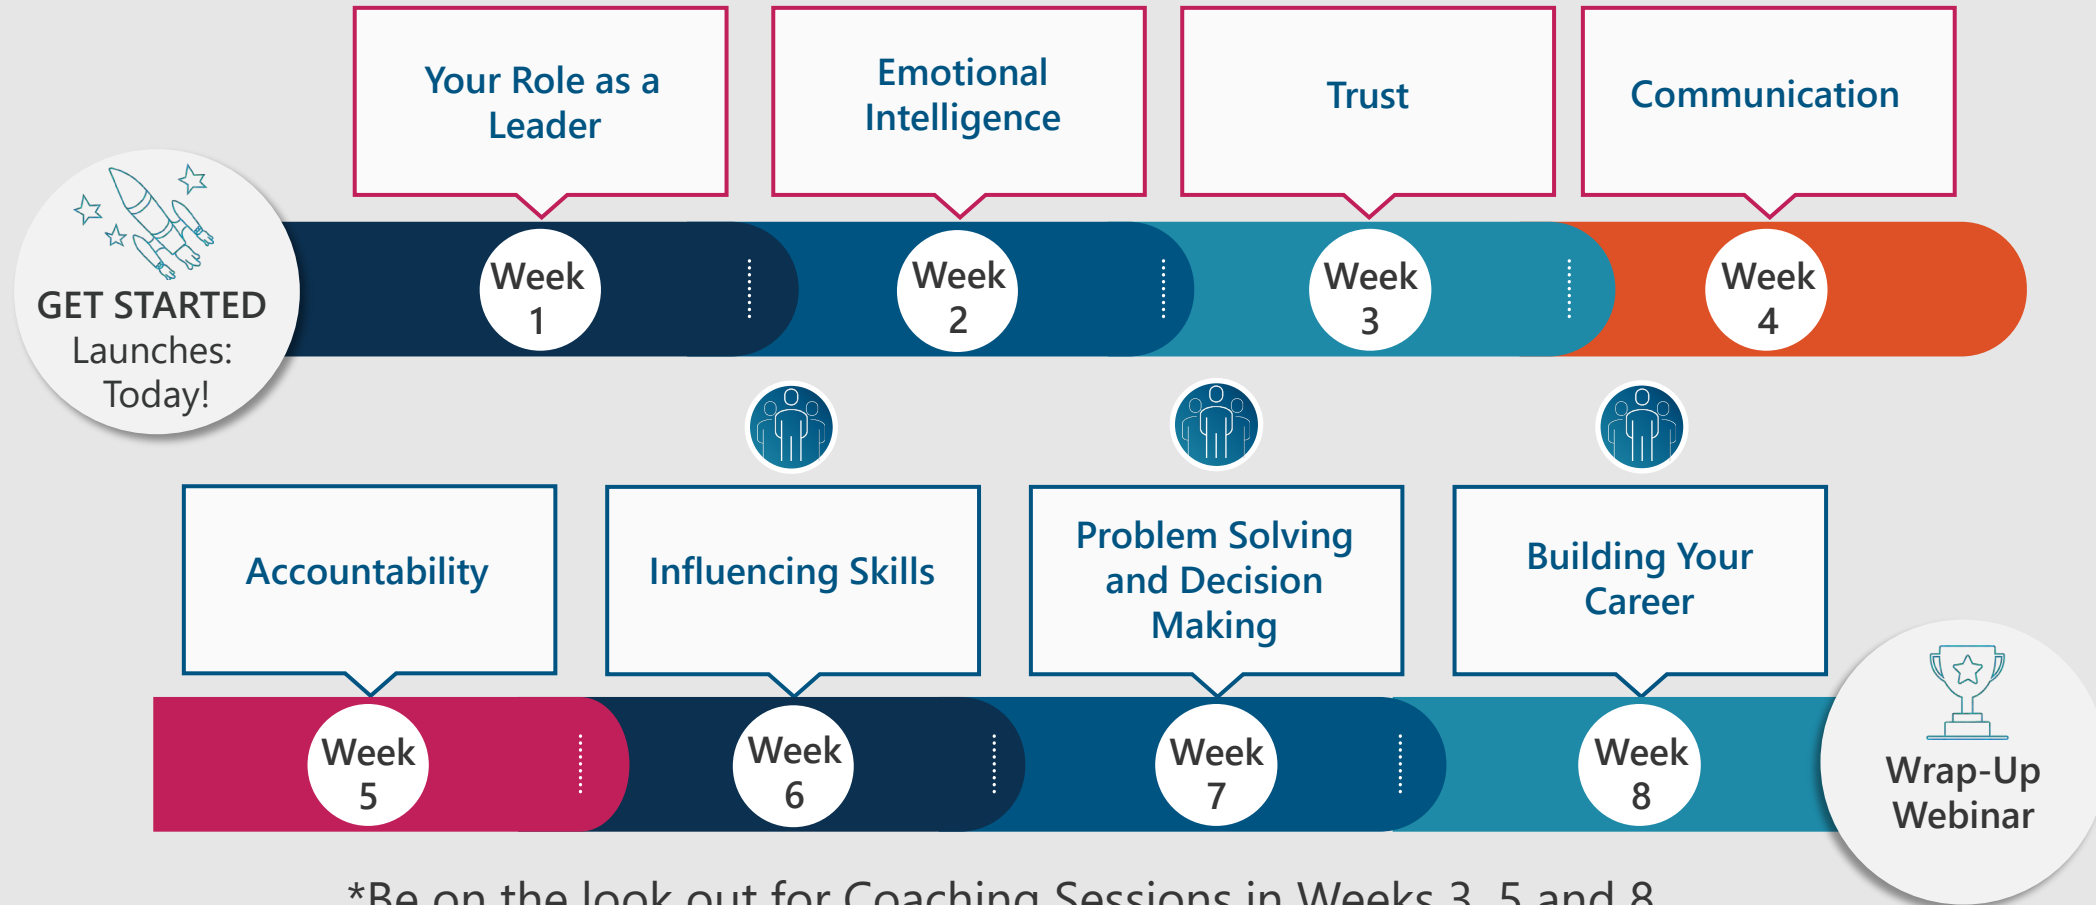 GET STARTED
Launches:
Today!
Your Role as a
Leader
Week
1
Emotional
Intelligence
Week
2
Trust
Week
3
Communication
Week
4
Accountability
Week
5
Influencing Skills
Week
6
Problem Solving
and Decision
Making
Week
7
Building Your
Career
Week
8
Wrap-Up
Webinar
*Be on the look out for Coaching Sessions in Weeks 3, 5 and 8